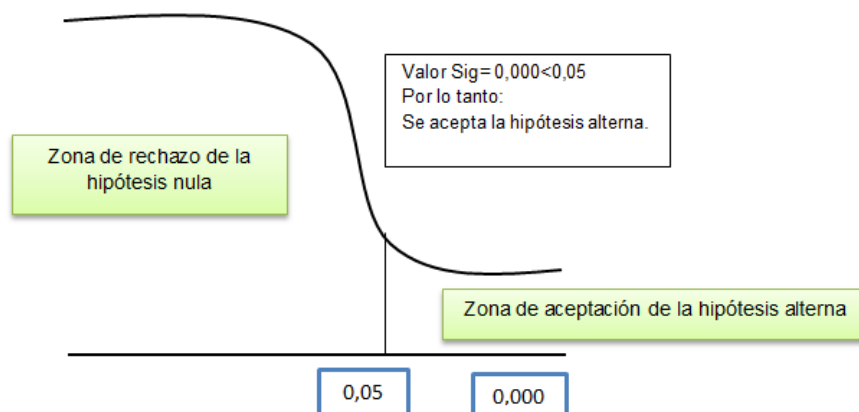 Valor Sig= 0,000<0,05
Por lo tanto:
Se acepta la hipótesis alterna.
Zona de rechazo de la
hipótesis nula
Zona de aceptación de la hipótesis alterna
0,05
0,000